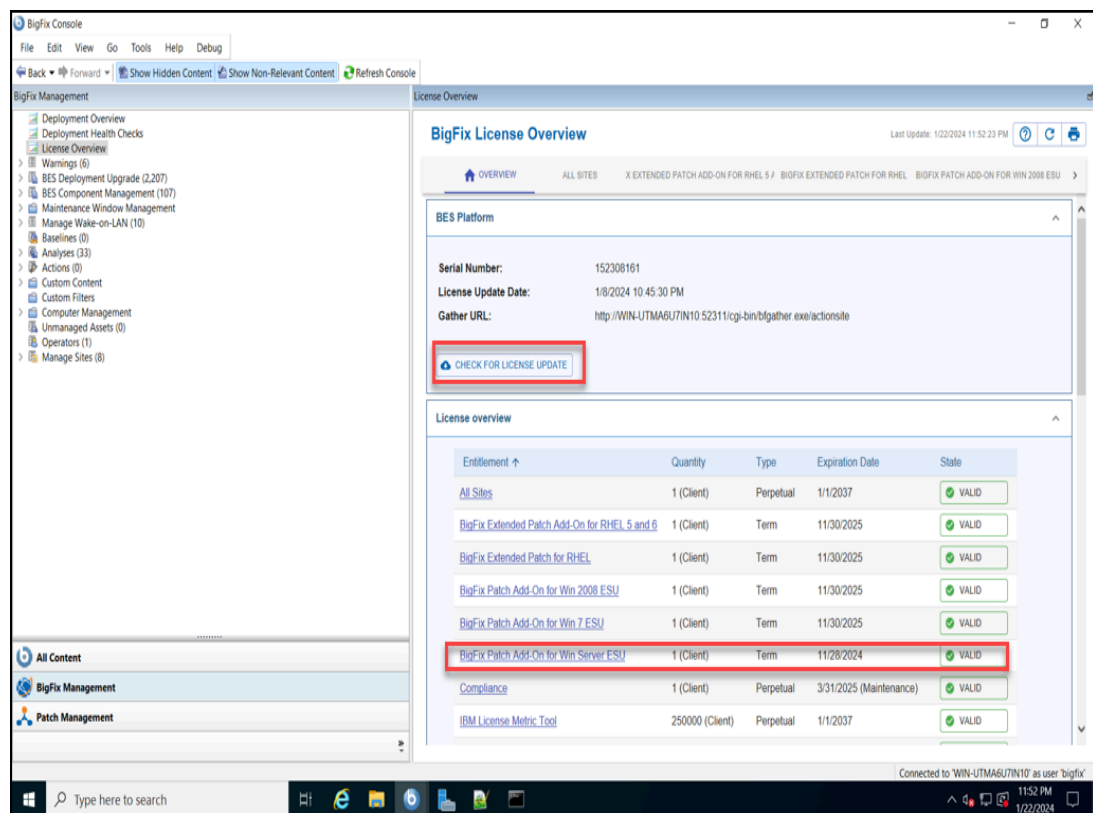 BigFix Console
File Edit View Go Tools Help Debug
Back Forward Show Hidden Content Show Non-Relevant Content Refresh Console
BigFix Management
Deployment Overview
Deployment Health Checks
License Overview
Warnings (6)
BES Deployment Upgrade (2,207)
BES Component Management (107)
Maintenance Window Management
Manage Wake-on-LAN (10)
Baselines (0)
Analyses (33)
Actions (0)
Custom Content
Custom Filters
Computer Management
Unmanaged Assets (0)
Operators (1)
Manage Sites (8)
All Content
BigFix Management
Patch Management
License Overview
BigFix License Overview
Last Update: 1/22/2024 11:52:23 PM
OVERVIEW ALL SITES X EXTENDED PATCH ADD-ON FOR RHEL 5 A BIGFIX EXTENDED PATCH FOR RHEL BIGFIX PATCH ADD-ON FOR WIN 2008 ESU
BES Platform
Serial Number: 152308161
License Update Date: 1/8/2024 10:45:30 PM
Gather URL: http://WIN-UTMA6U7IN10:52311/cgi-bin/bfgather.exe/actionsite
CHECK FOR LICENSE UPDATE
License overview
Entitlement Quantity Type Expiration Date State
All Sites 1 (Client) Perpetual 1/1/2037 VALID
BigFix Extended Patch Add-On for RHEL 5 and 6 1 (Client) Term 11/30/2025 VALID
BigFix Extended Patch for RHEL 1 (Client) Term 11/30/2025 VALID
BigFix Patch Add-On for Win 2008 ESU 1 (Client) Term 11/30/2025 VALID
BigFix Patch Add-On for Win 7 ESU 1 (Client) Term 11/30/2025 VALID
BigFix Patch Add-On for Win Server ESU 1 (Client) Term 11/28/2024 VALID
Compliance 1 (Client) Perpetual 3/31/2025 (Maintenance) VALID
IBM License Metric Tool 250000 (Client) Perpetual 1/1/2037 VALID
Connected to 'WIN-UTMA6U7IN10' as user 'bigfix'
Type here to search
11:52 PM
1/22/2024